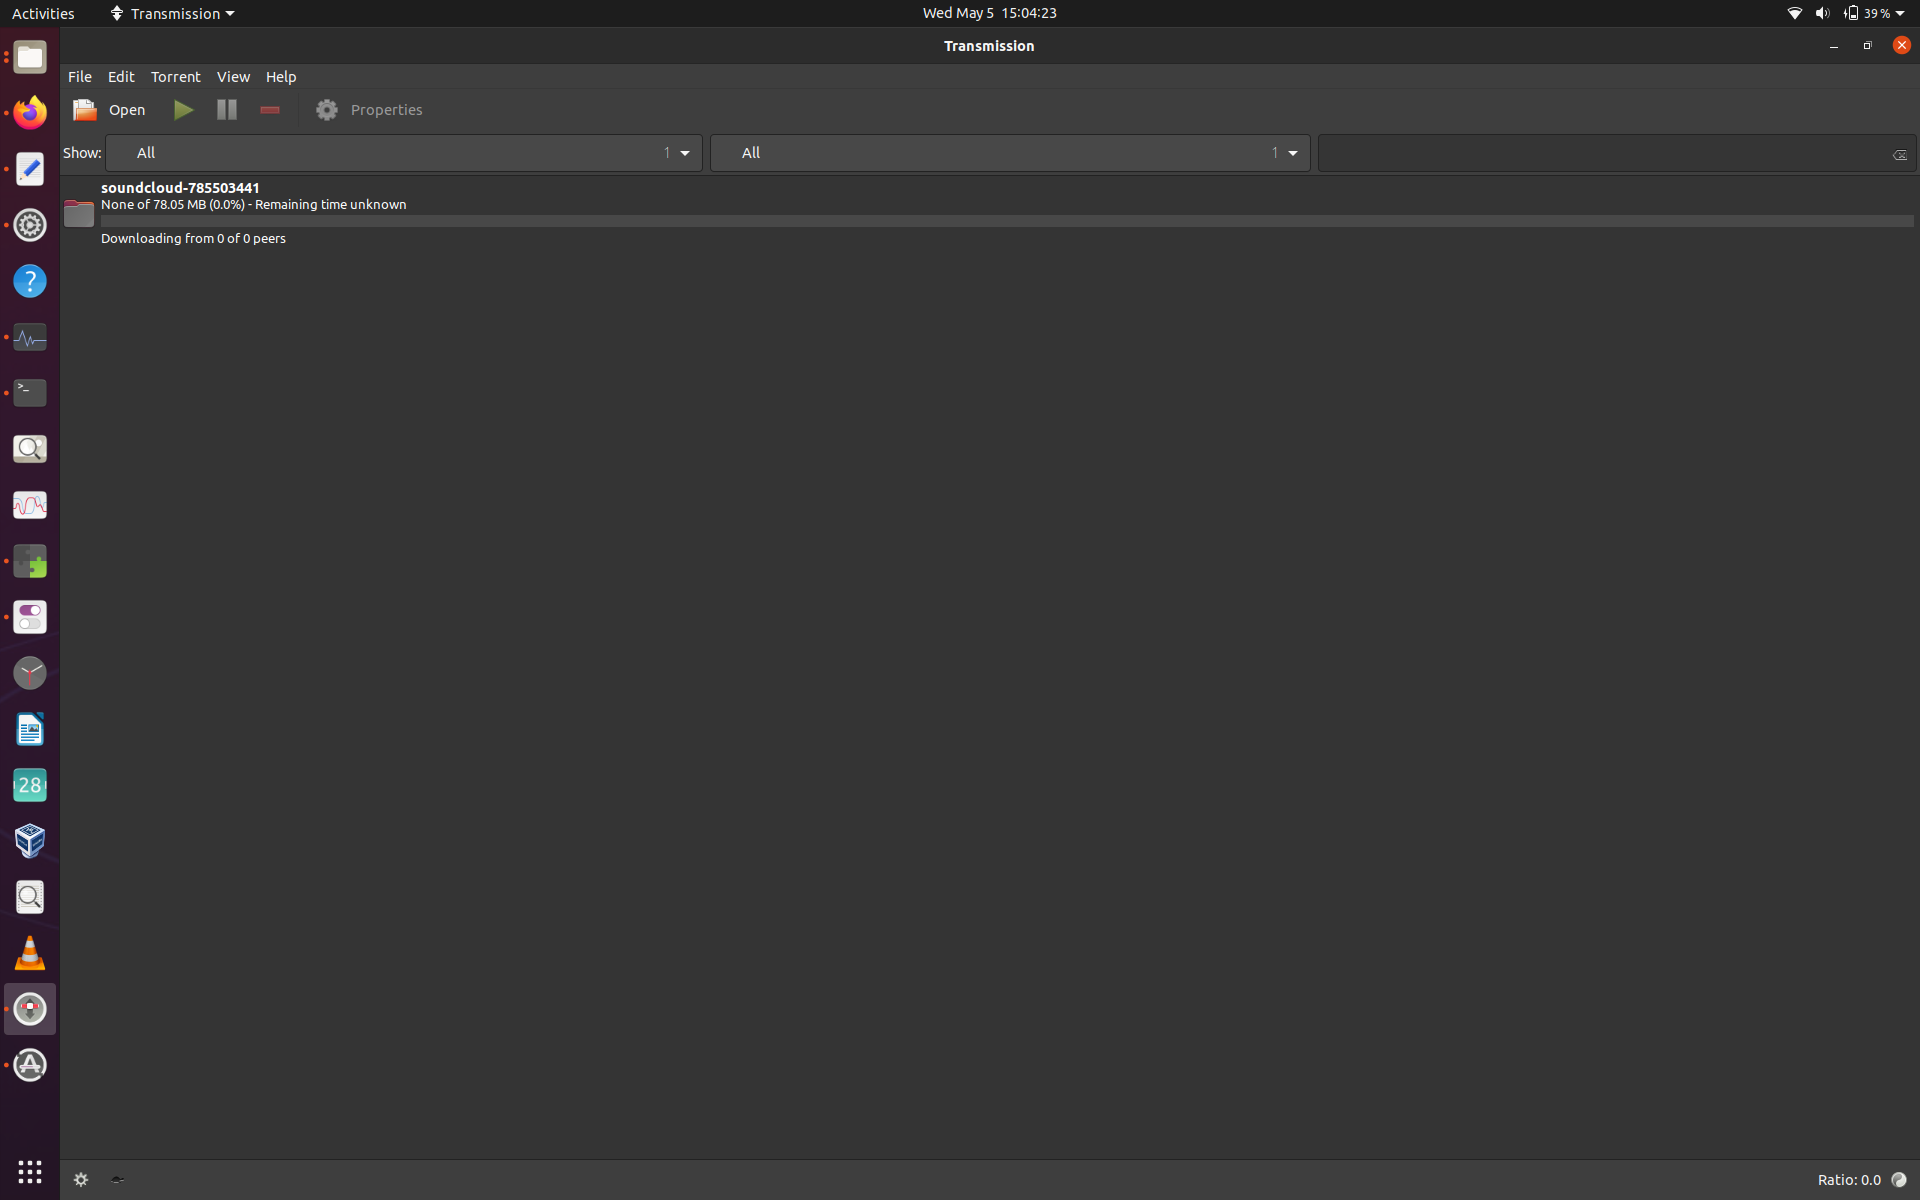 Activities Transmission Wed May 5 15:04:23 39 %
Transmission
File Edit Torrent View Help
Open Properties
Show: All 1 All 1
soundcloud-785503441
None of 78.05 MB (0.0%) - Remaining time unknown
Downloading from 0 of 0 peers
?
>_
28
Ratio: 0.0